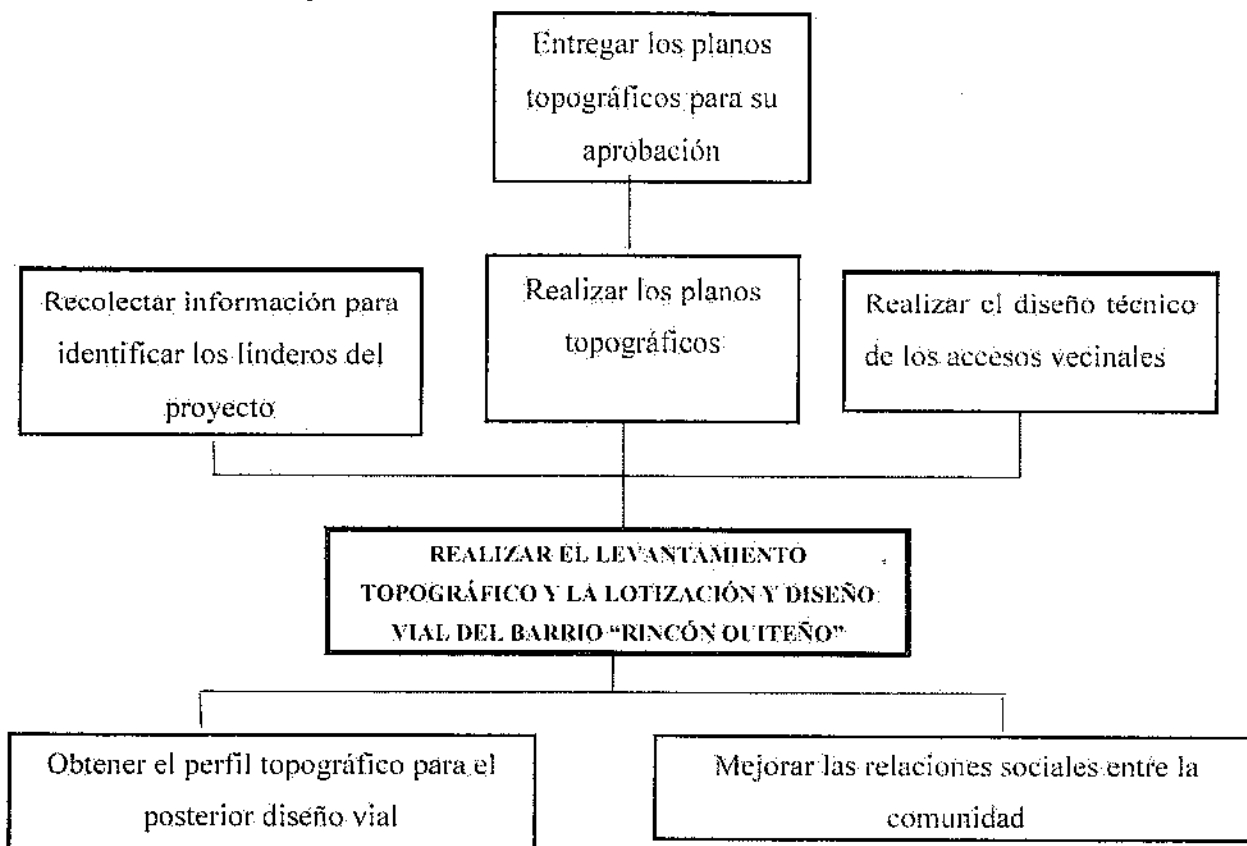 Entregar los planos
topográficos para su
aprobación
Recolectar información para
identificar los linderos del
proyecto
Realizar los planos
topográficos
Realizar el diseño técnico
de los accesos vecinales
REALIZAR EL LEVANTAMIENTO
TOPOGRÁFICO Y LA LOTIZACIÓN Y DISEÑO
VIAL DEL BARRIO “RINCÓN QUITEÑO”
Obtener el perfil topográfico para el
posterior diseño vial
Mejorar las relaciones sociales entre la
comunidad